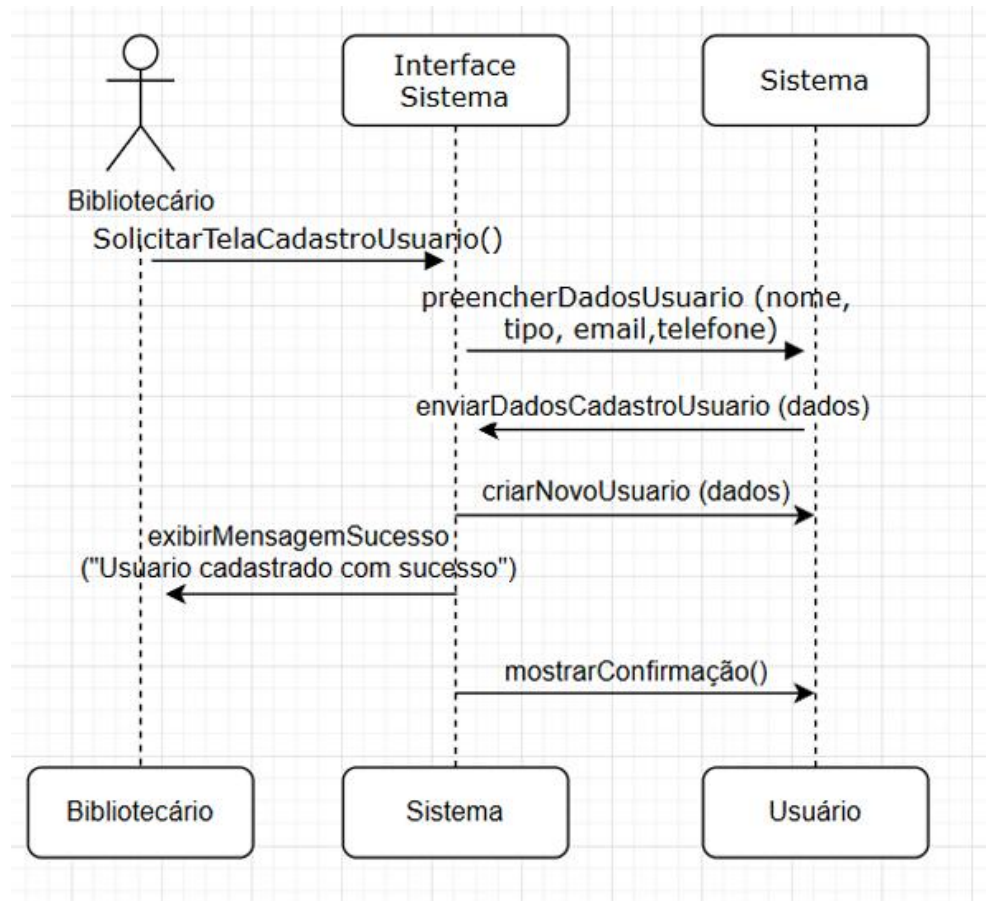 Interface
Sistema
Sistema
Bibliotecário
SolicitarTelaCadastroUsuario()
preencherDadosUsuario (nome,
tipo, email,telefone)
enviarDadosCadastroUsuario (dados)
criarNovoUsuario (dados)
exibirMensagemSucesso
("Usuario cadastrado com sucesso")
mostrarConfirmação()
Bibliotecário
Sistema
Usuário